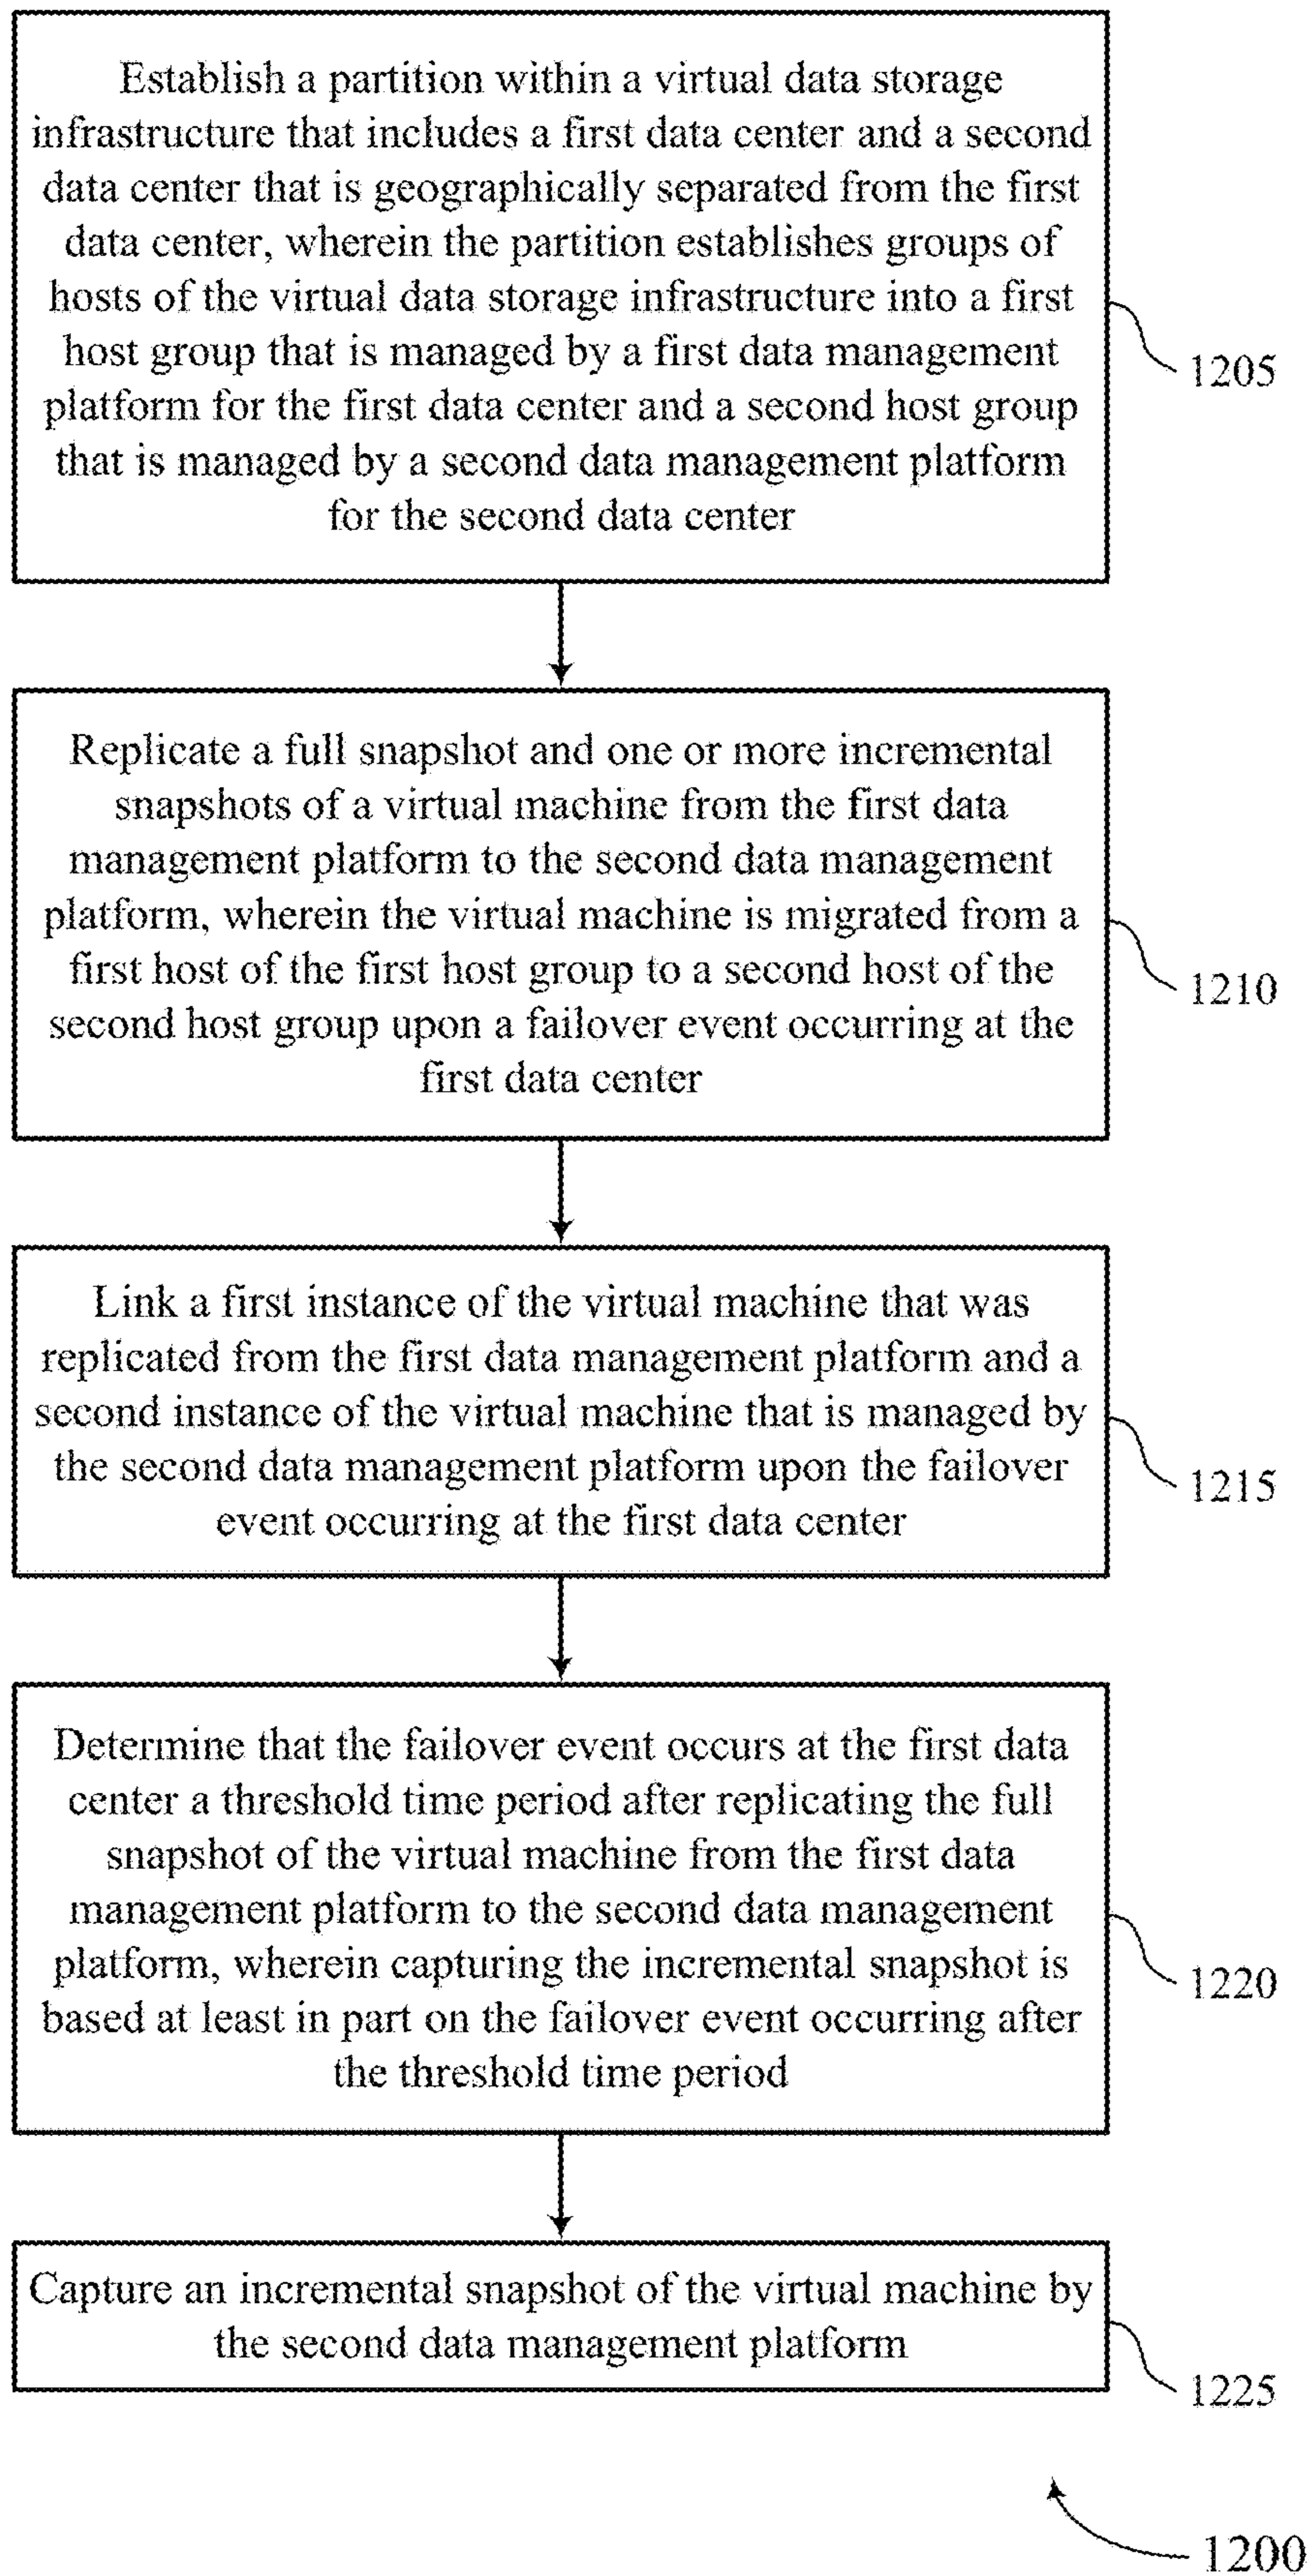 Establish a partition within a virtual data storage
infrastructure that includes a first data center and a second
data center that is geographically separated from the first
data center, wherein the partition establishes groups of
hosts of the virtual data storage infrastructure into a first
host group that is managed by a first data management
platform for the first data center and a second host group
that is managed by a second data management platform
for the second data center
1205
Replicate a full snapshot and one or more incremental
snapshots of a virtual machine from the first data
management platform to the second data management
platform, wherein the virtual machine is migrated from a
first host of the first host group to a second host of the
second host group upon a failover event occurring at the
first data center
1210
Link a first instance of the virtual machine that was
replicated from the first data management platform and a
second instance of the virtual machine that is managed by
the second data management platform upon the failover
event occurring at the first data center
1215
Determine that the failover event occurs at the first data
center a threshold time period after replicating the full
snapshot of the virtual machine from the first data
management platform to the second data management
platform, wherein capturing the incremental snapshot is
based at least in part on the failover event occurring after
the threshold time period
1220
Capture an incremental snapshot of the virtual machine by
the second data management platform
1225
1200